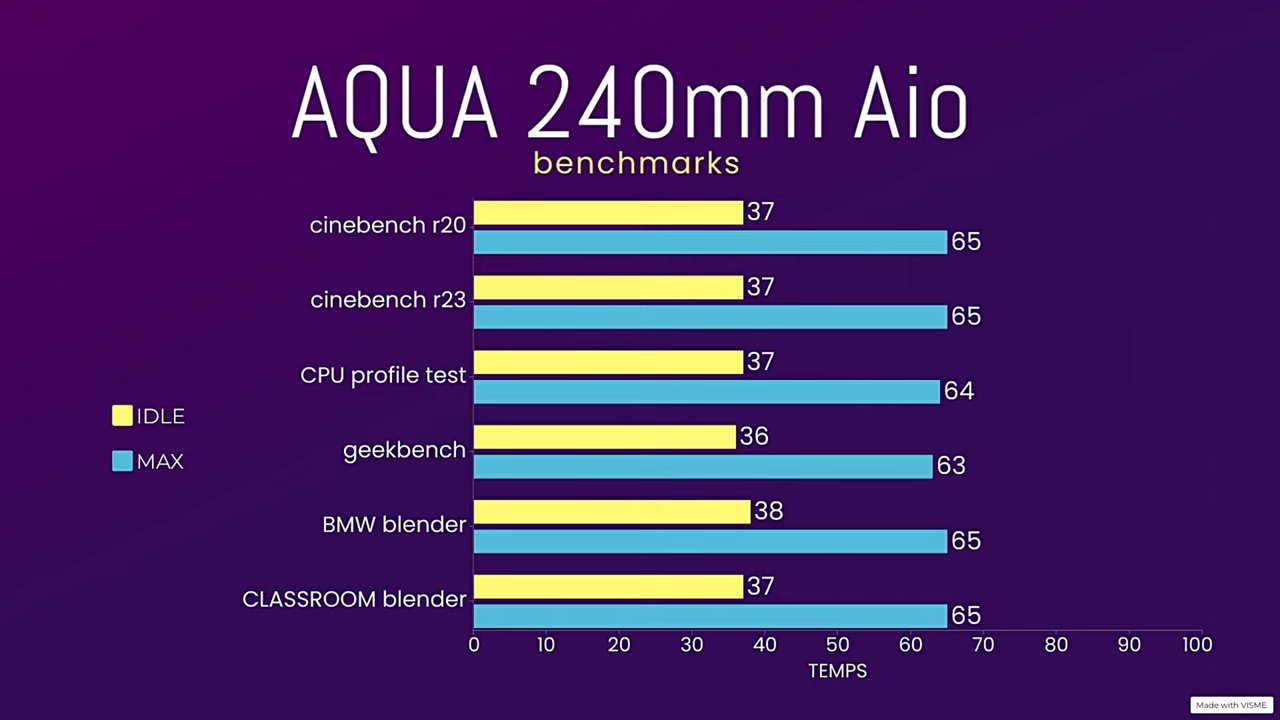 AQUA 240mm Aio
benchmarks
cinebench r20
37
65
cinebench r23
37
65
CPU profile test
37
64
geekbench
36
63
BMW blender
38
65
CLASSROOM blender
37
65
IDLE
MAX
0 10 20 30 40 50 60 70 80 90 100
TEMPS
Made with VISME